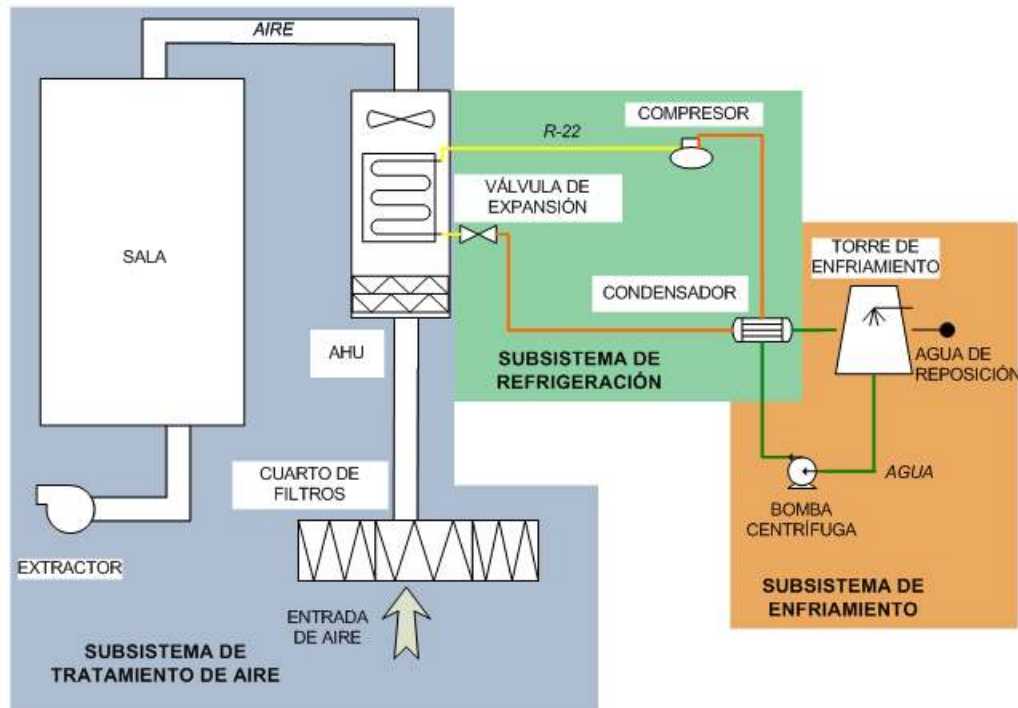 AIRE
SALA
EXTRACTOR
AHU
CUARTO DE
FILTROS
ENTRADA
DE AIRE
SUBSISTEMA DE
TRATAMIENTO DE AIRE
R-22
COMPRESOR
VÁLVULA DE
EXPANSIÓN
CONDENSADOR
SUBSISTEMA DE
REFRIGERACIÓN
TORRE DE
ENFRIAMIENTO
AGUA DE
REPOSICIÓN
AGUA
BOMBA
CENTRÍFUGA
SUBSISTEMA DE
ENFRIAMIENTO